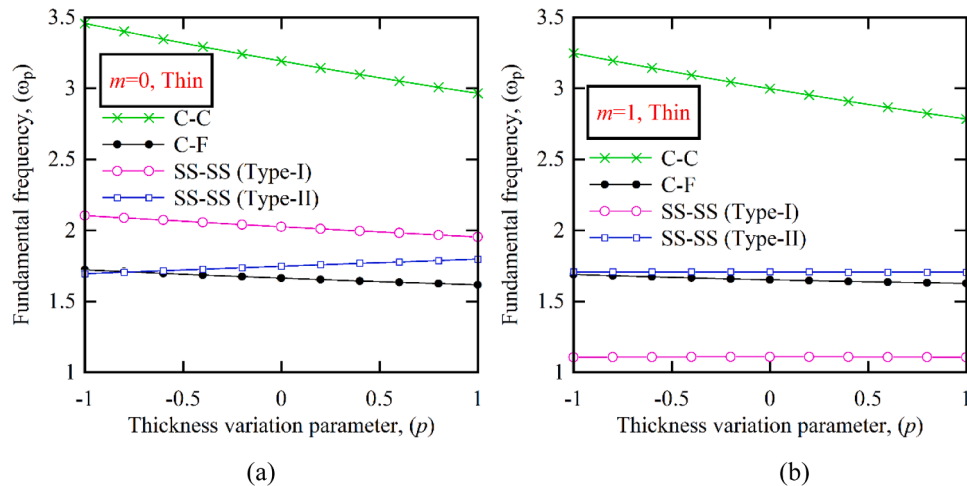 3.5
3
2.5
2
1.5
1
Fundamental frequency, (ωp)
m=0, Thin
C-C
C-F
SS-SS (Type-I)
SS-SS (Type-II)
-1 -0.5 0 0.5 1
Thickness variation parameter, (p)
(a)
3.5
3
2.5
2
1.5
1
Fundamental frequency, (ωp)
m=1, Thin
C-C
C-F
SS-SS (Type-I)
SS-SS (Type-II)
-1 -0.5 0 0.5 1
Thickness variation parameter, (p)
(b)